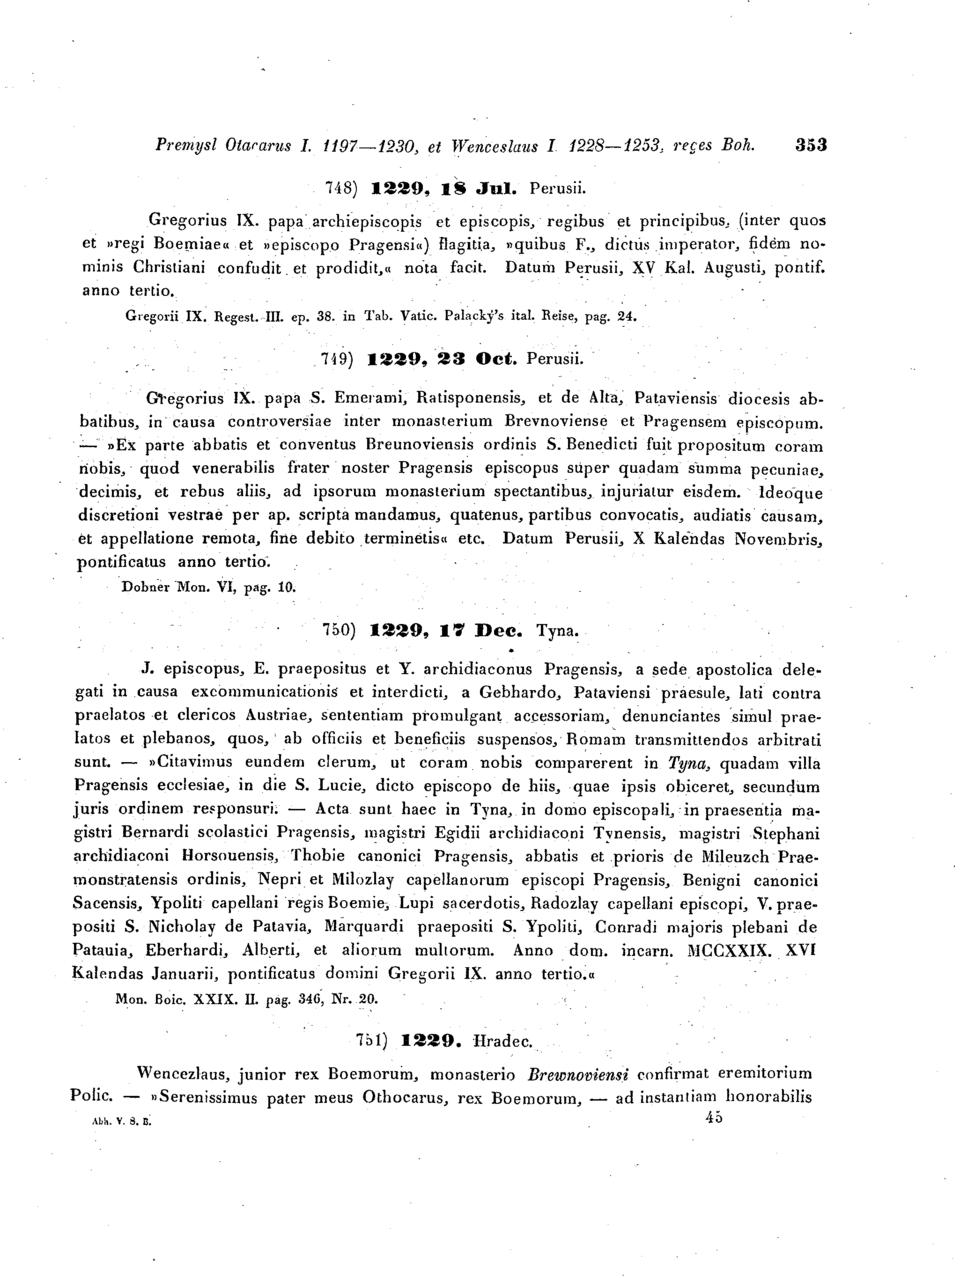 Premysl Otacarus I. 1197—1230, et Wenceslaus I 1228—1253, reges Boh. 353
748) 1229, 18 Jul. Perusii.
Gregorius IX. papa archiepiscopis et episcopis, regibus et principibus, (inter quos
et »regi Boemiae« et »episcopo Pragensi«) flagitia, »quibus F., dictus imperator, fidem no-
minis Christiani confudit et prodidit,« nota facit. Datum Perusii, XV Kal. Augusti, pontif.
anno tertio.
Gregorii IX. Regest. III. ep. 38. in Tab. Vatic. Palacký's ital. Reise, pag. 24.
749) 1229, 23 Oct. Perusii.
Gregorius IX. papa S. Emerami, Ratisponensis, et de Alta, Pataviensis diocesis ab-
batibus, in causa controversiae inter monasterium Brevnoviense et Pragensem episcopum.
— »Ex parte abbatis et conventus Breunoviensis ordinis S. Benedicti fuit propositum coram
nobis, quod venerabilis frater noster Pragensis episcopus super quadam summa pecuniae,
decimis, et rebus aliis, ad ipsorum monasterium spectantibus, injuriatur eisdem. Ideoque
discretioni vestrae per ap. scripta mandamus, quatenus, partibus convocatis, audiatis causam,
et appellatione remota, fine debito terminetis« etc. Datum Perusii, X Kalendas Novembris,
pontificatus anno tertio.
Dobner Mon. VI, pag. 10.
750) 1229, 17 Dec. Tyna.
J. episcopus, E. praepositus et Y. archidiaconus Pragensis, a sede apostolica dele-
gati in causa excommunicationis et interdicti, a Gebhardo, Pataviensi praesule, lati contra
praelatos et clericos Austriae, sententiam promulgant accessoriam, denunciantes simul prae-
latos et plebanos, quos, ab officiis et beneficiis suspensos, Romam transmittendos arbitrati
sunt. — »Citavimus eundem clerum, ut coram nobis comparerent in Tyna, quadam villa
Pragensis ecclesiae, in die S. Lucie, dicto episcopo de hiis, quae ipsis obiceret, secundum
juris ordinem responsuri. — Acta sunt haec in Tyna, in domo episcopali, in praesentia ma-
gistri Bernardi scolastici Pragensis, magistri Egidii archidiaconi Tynensis, magistri Stephani
archidiaconi Horsouensis, Thobie canonici Pragensis, abbatis et prioris de Mileuzch Prae-
monstratensis ordinis, Nepri et Milozlay capellanorum episcopi Pragensis, Benigni canonici
Sacensis, Ypoliti capellani regis Boemie, Lupi sacerdotis, Radozlay capellani episcopi, V. prae-
positi S. Nicholay de Patavia, Marquardi praepositi S. Ypoliti, Conradi majoris plebani de
Patauia, Eberhardi, Alberti, et aliorum multorum. Anno dom. incarn. MCCXXIX. XVI
Kalendas Januarii, pontificatus domini Gregorii IX. anno tertio.«
Mon. Boic. XXIX. II. pag. 346, Nr. 20.
751) 1229. Hradec.
Wencezlaus, junior rex Boemorum, monasterio Brewnoviensi confirmat eremitorium
Polic. — »Serenissimus pater meus Othocarus, rex Boemorum, — ad instantiam honorabilis
Abh. V. 8. B. 45